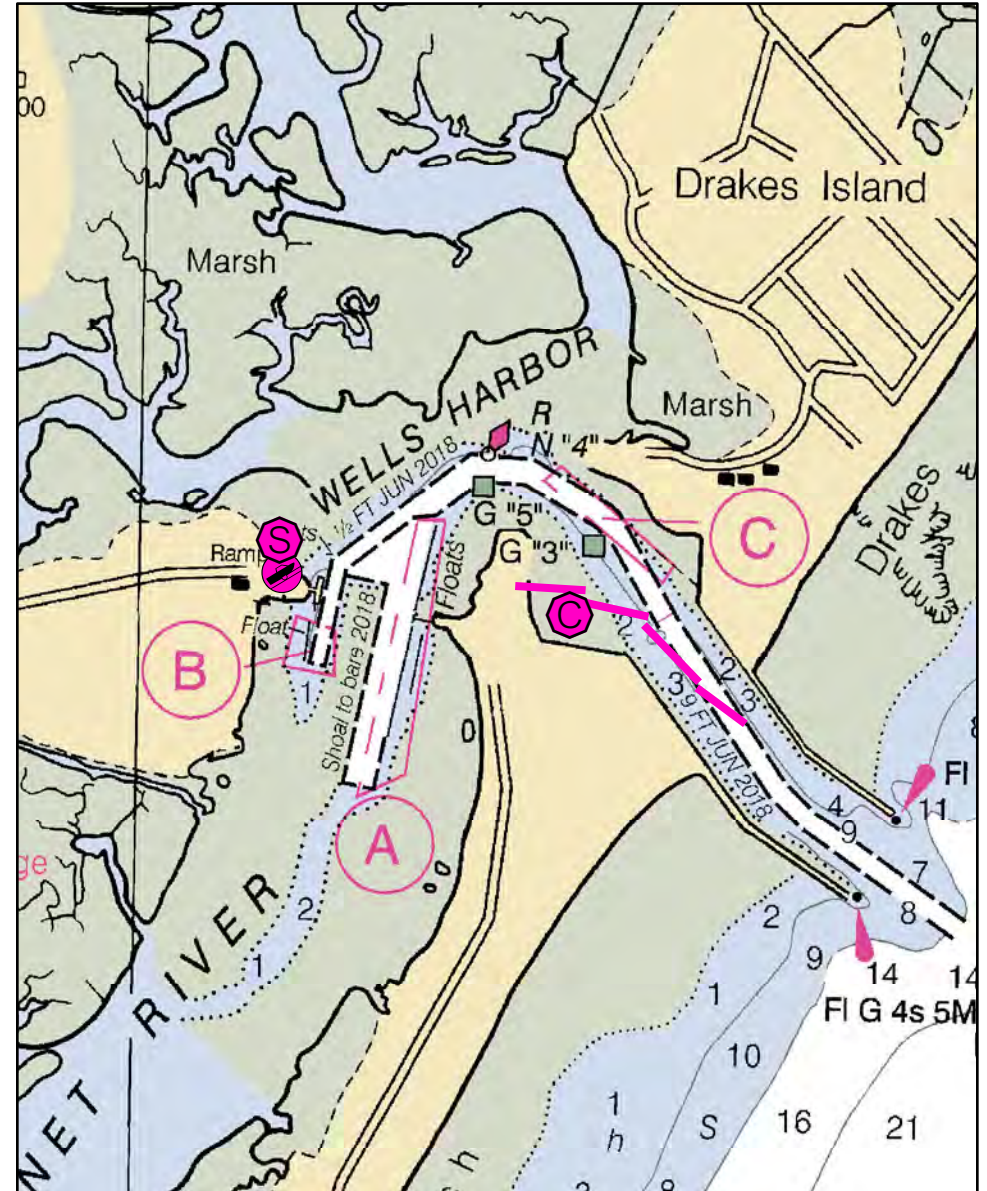 00
Drakes Island
Marsh
WELLS HARBOR
R
N "4"
Marsh
½ FT JUN 2018
G "5"
G "3"
C
Drakes
S
Ramp
Floats
C
Float
B
1
Shoal to bare 2018
2
3
2
3
9 FT JUN 2018
0
Fl
4
11
9
A
ge
7
2
8
2
RIVER
1
9
14
14
1
Fl G 4s 5M
10
NET
1
h
S
16
21
h